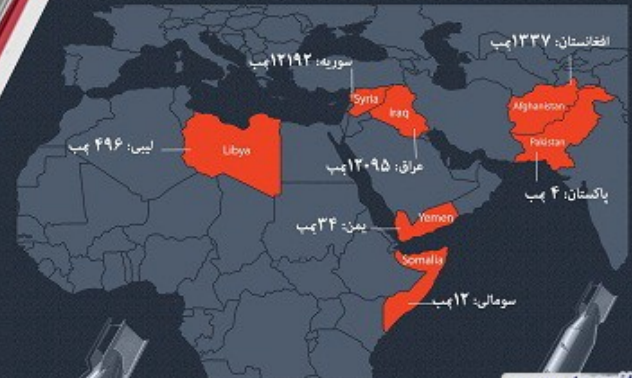 افغانستان: ۱۳۳۷بمب
سوریه: ۱۲۱۹۲بمب
Syria
Iraq
Afghanistan
Pakistan
Libya
لیبی: ۴۹۶ بمب
عراق: ۱۲۰۹۵بمب
پاکستان: ۴ بمب
Yemen
یمن: ۳۴بمب
Somalia
سومالی: ۱۲بمب